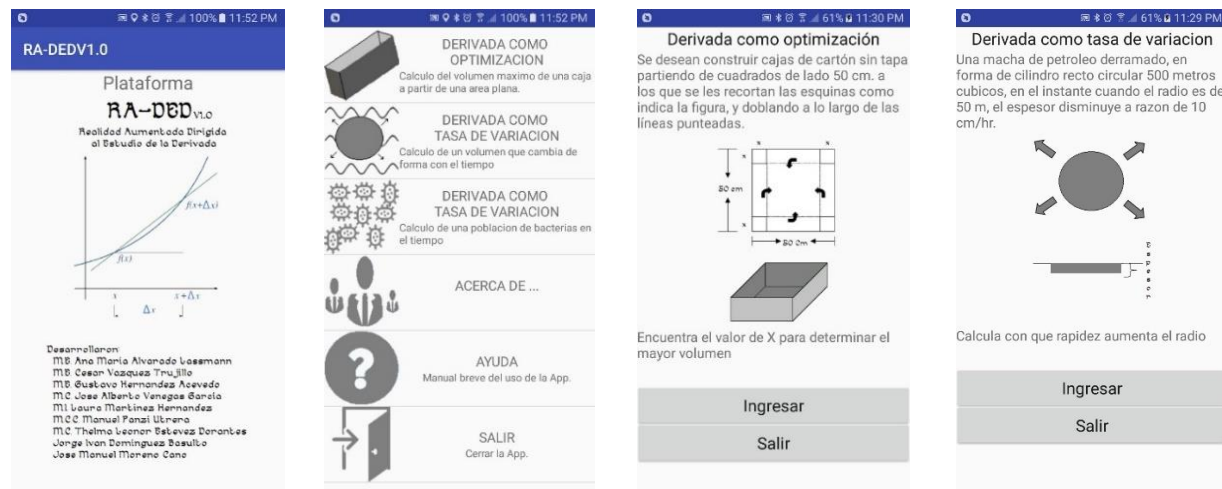 100% 11:52 PM
RA-DEDV1.0
Plataforma
RA-DED V1.0
Realidad Aumentada Dirigida
al Estudio de la Derivada
f(x+Δx)
f(x)
x x+Δx
Δx
Desarrollaron
M.E. Ana Maria Alvarado Lassmann
M.E. Cesar Vazquez Trujillo
M.E. Gustavo Hernandez Acevedo
M.C. Jose Alberto Venegas Garcia
M.I. Laura Martinez Hernandez
M.C.C. Manuel Panzi Utrera
M.C. Thelma Leonor Estevez Dorantes
Jorge Ivan Dominguez Basulto
Jose Manuel Moreno Cano
100% 11:52 PM
DERIVADA COMO
OPTIMIZACION
Calculo del volumen maximo de una caja
a partir de una area plana.
DERIVADA COMO
TASA DE VARIACION
Calculo de un volumen que cambia de
forma con el tiempo
DERIVADA COMO
TASA DE VARIACION
Calculo de una poblacion de bacterias en
el tiempo
ACERCA DE ...
?
AYUDA
Manual breve del uso de la App.
SALIR
Cerrar la App.
61% 11:30 PM
Derivada como optimización
Se desean construir cajas de cartón sin tapa
partiendo de cuadrados de lado 50 cm. a
los que se les recortan las esquinas como
indica la figura, y doblando a lo largo de las
líneas punteadas.
x x
x
50 cm
x
50 cm
Encuentra el valor de X para determinar el
mayor volumen
Ingresar
Salir
61% 11:29 PM
Derivada como tasa de variacion
Una macha de petroleo derramado, en
forma de cilindro recto circular 500 metros
cubicos, en el instante cuando el radio es de
50 m, el espesor disminuye a razon de 10
cm/hr.
Espesor
Calcula con que rapidez aumenta el radio
Ingresar
Salir